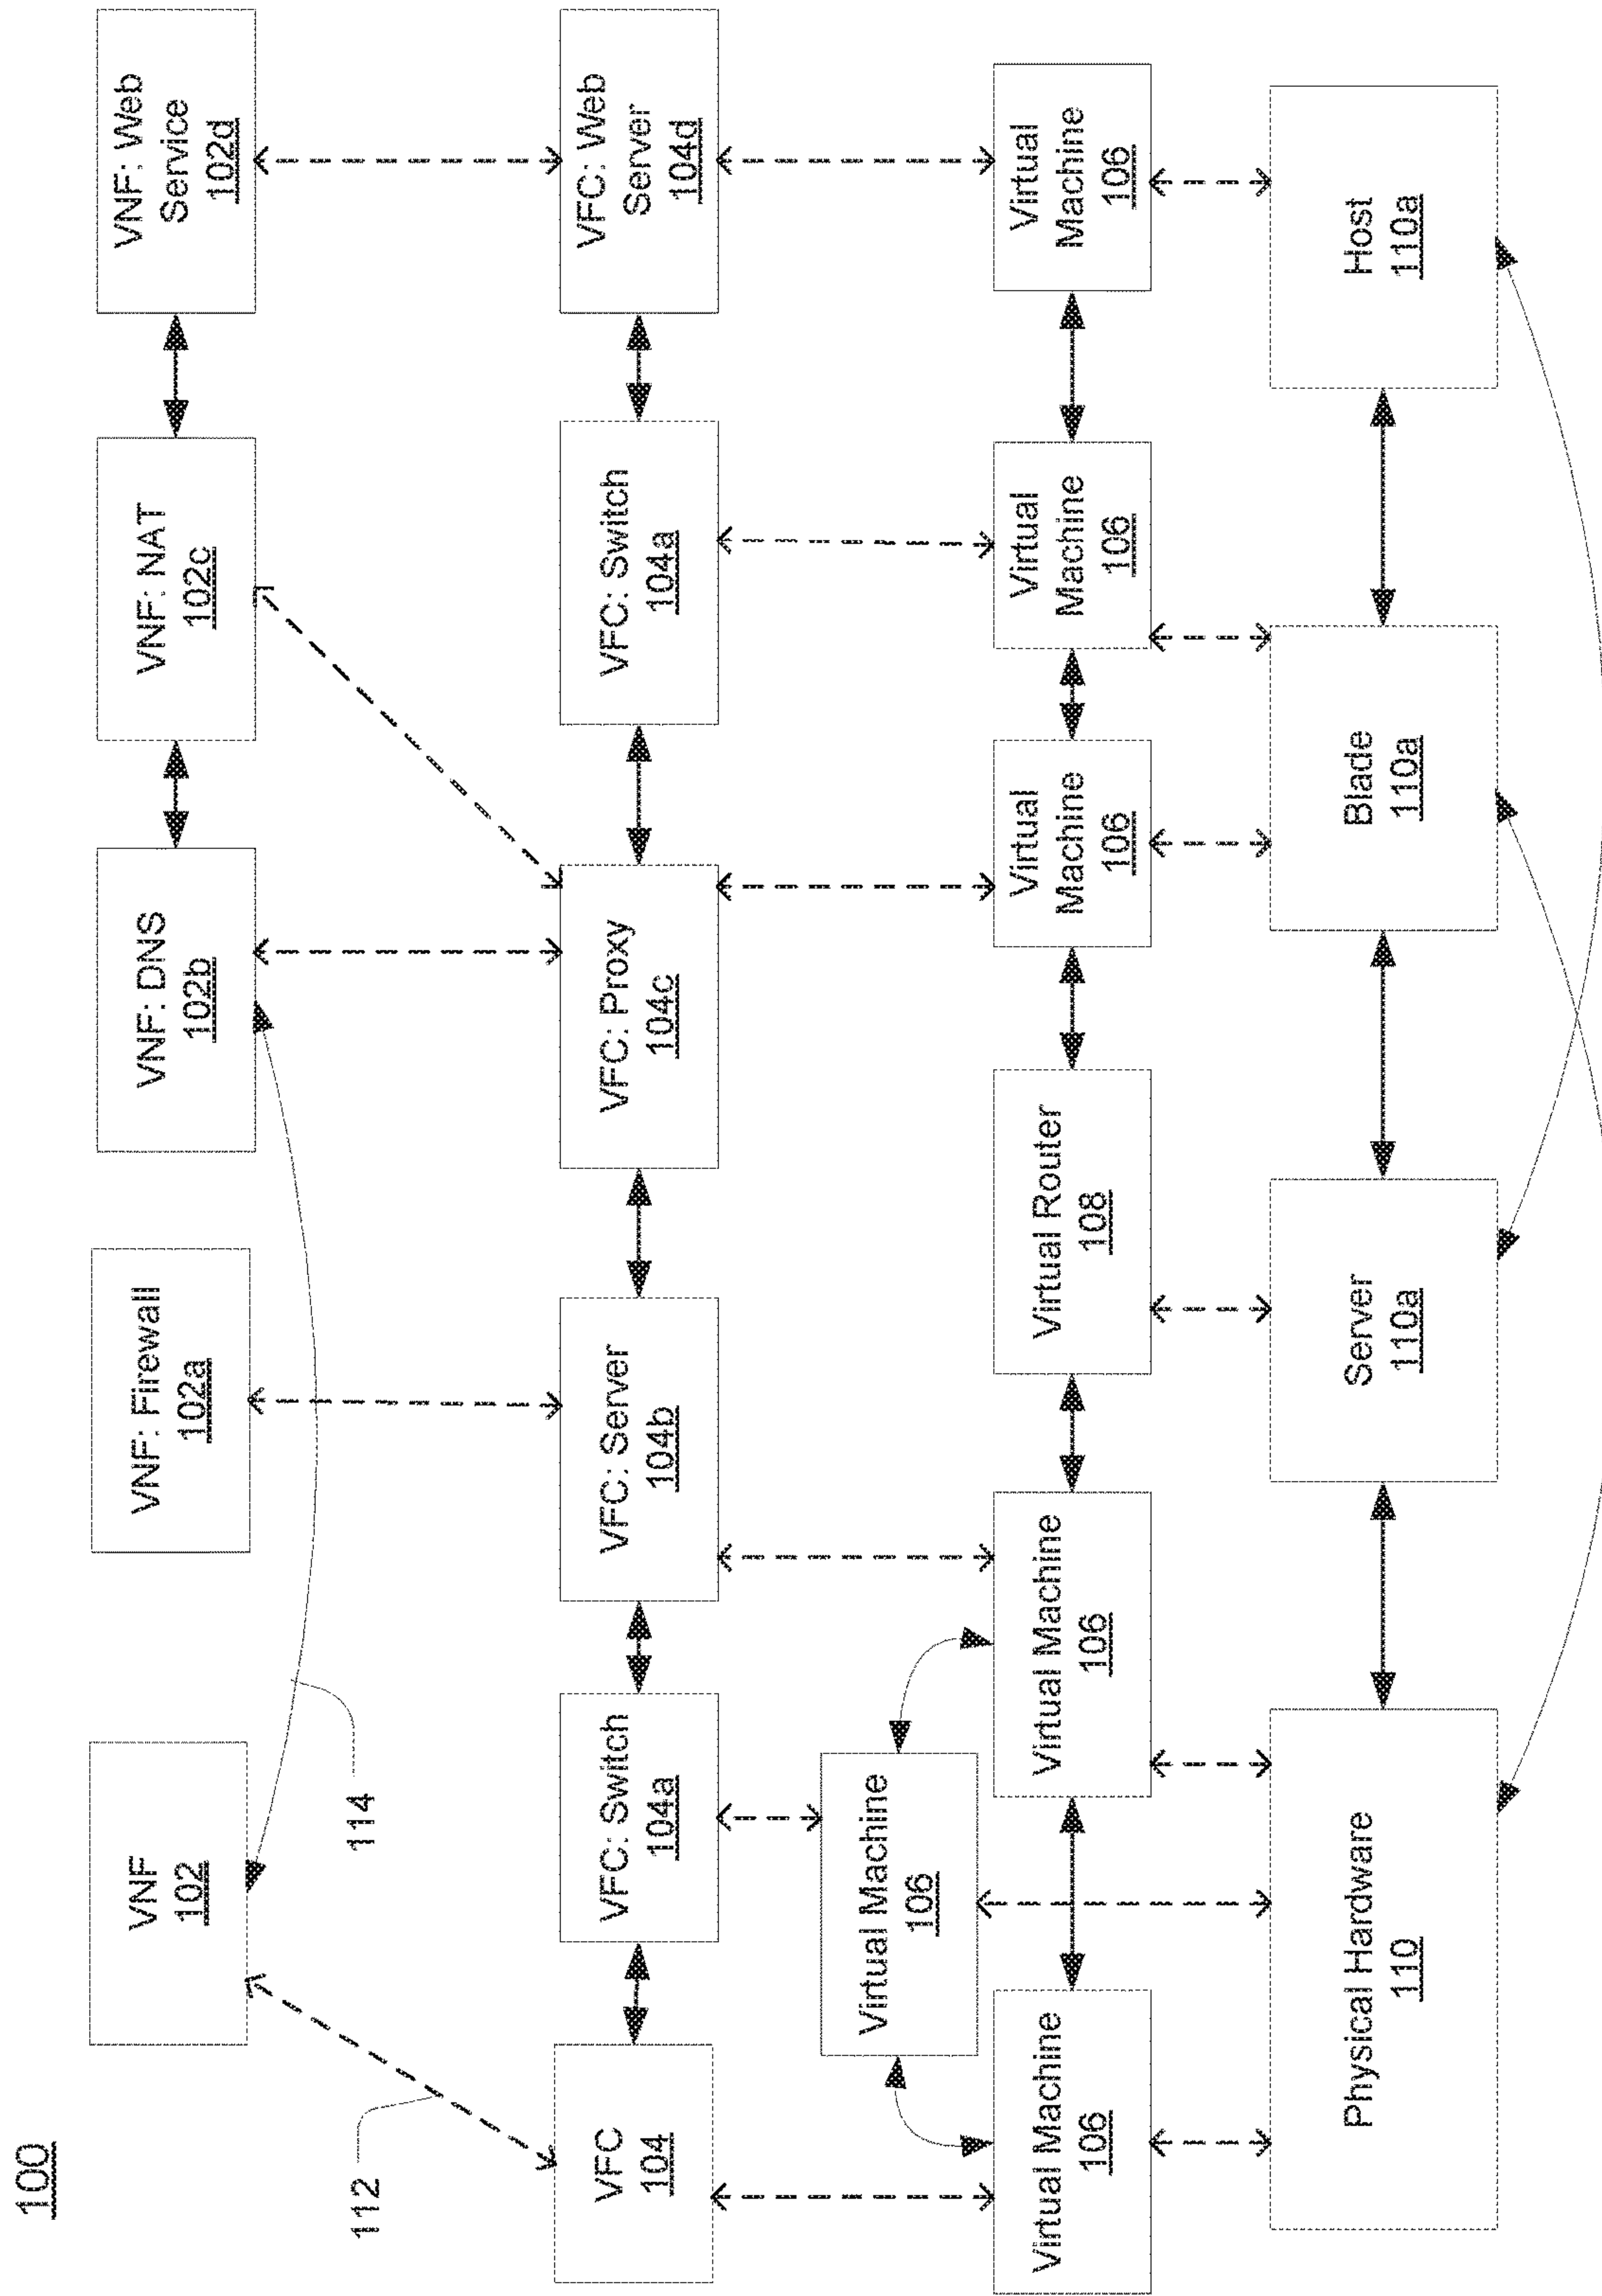 100
VNF
102
VNF: Firewall
102a
VNF: DNS
102b
VNF: NAT
102c
VNF: Web
Service
102d
112
114
VFC
104
VFC: Switch
104a
VFC: Server
104b
VFC: Proxy
104c
VFC: Switch
104a
VFC: Web
Server
104d
Virtual Machine
106
Virtual Machine
106
Virtual Machine
106
Virtual Router
108
Virtual
Machine
106
Virtual
Machine
106
Virtual
Machine
106
Physical Hardware
110
Server
110a
Blade
110a
Host
110a